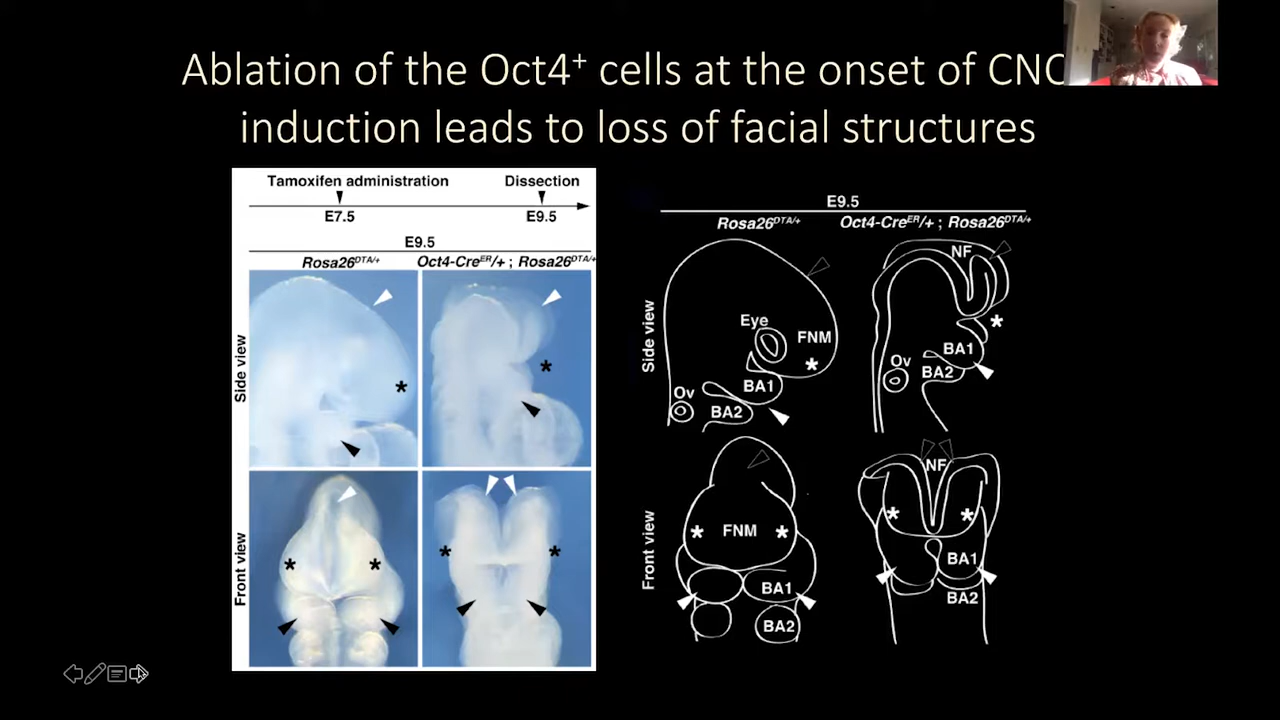 Ablation of the Oct4+ cells at the onset of CNC
induction leads to loss of facial structures
Tamoxifen administration Dissection
E7.5 E9.5
E9.5
Rosa26DTA/+ Oct4-CreER/+ ; Rosa26DTA/+
Side view
Front view
* *
* * * *
E9.5
Rosa26DTA/+ Oct4-CreER/+ ; Rosa26DTA/+
Side view
Eye FNM * Ov BA1 BA2
NF * Ov BA1 BA2
Front view
* FNM * BA1 BA2
NF * * BA1 BA2